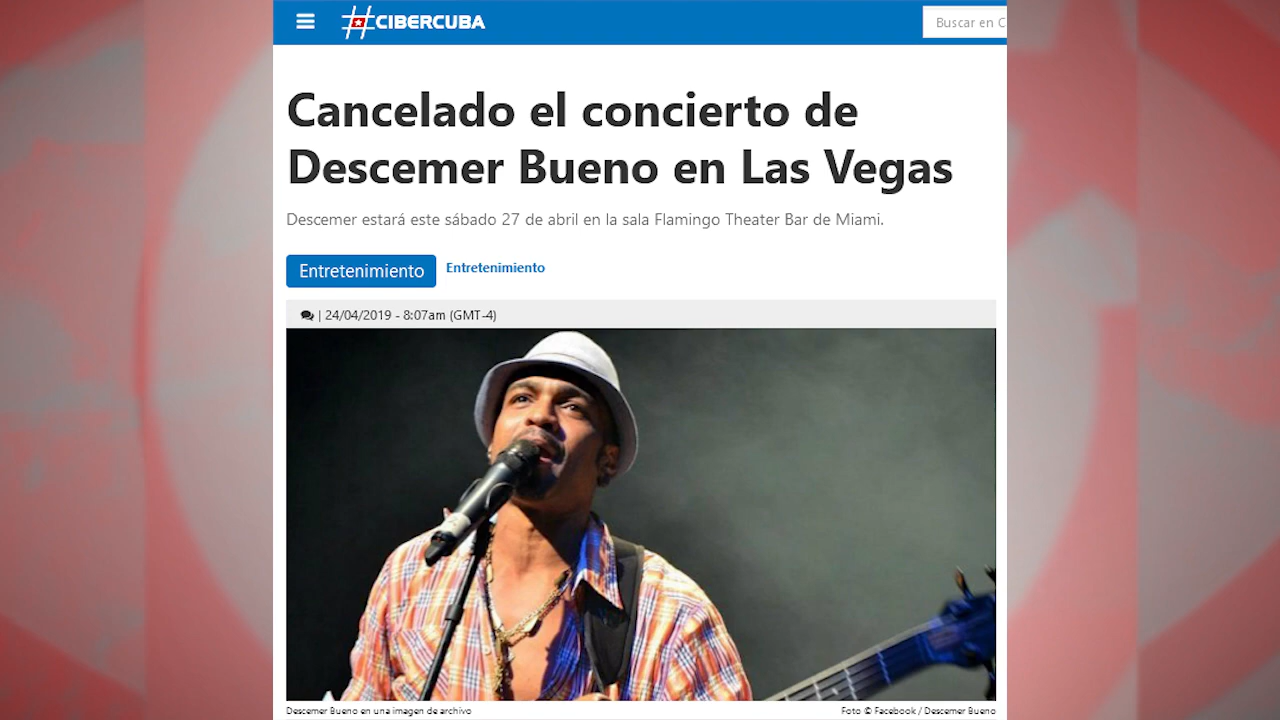 #CIBERCUBA
Buscar en C
Cancelado el concierto de
Descemer Bueno en Las Vegas
Descemer estará este sábado 27 de abril en la sala Flamingo Theater Bar de Miami.
Entretenimiento Entretenimiento
| 24/04/2019 - 8:07am (GMT-4)
Descemer Bueno en una imagen de archivo
Foto © Facebook / Descemer Bueno